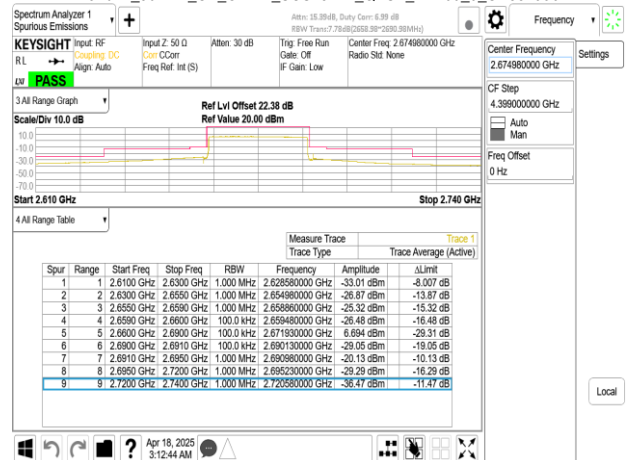 Spectrum Analyzer 1
Spurious Emissions
Atten: 15.89dB, Duty Corr: 6.99 dB
RBW Trans:7.78dB(2658.98~2690.98MHz)
Frequency
KEYSIGHT Input: RF Input Z: 50 Ω Atten: 30 dB Trig: Free Run Center Freq: 2.674980000 GHz
RL Coupling: DC Corr CCorr Gate: Off Radio Std: None
Align: Auto Freq Ref: Int (S) IF Gain: Low
LXI PASS
Center Frequency
2.674980000 GHz
Settings
CF Step
4.399000000 GHz
Auto
Man
Freq Offset
0 Hz
3 All Range Graph
Ref Lvl Offset 22.38 dB
Scale/Div 10.0 dB Ref Value 20.00 dBm
10.0
-10.0
-30.0
-50.0
-70.0
Start 2.610 GHz Stop 2.740 GHz
4 All Range Table
Measure Trace Trace 1
Trace Type Trace Average (Active)
Spur Range Start Freq Stop Freq RBW Frequency Amplitude ΔLimit
1 1 2.6100 GHz 2.6300 GHz 1.000 MHz 2.628580000 GHz -33.01 dBm -8.007 dB
2 2 2.6300 GHz 2.6550 GHz 1.000 MHz 2.654980000 GHz -26.87 dBm -13.87 dB
3 3 2.6550 GHz 2.6590 GHz 1.000 MHz 2.658860000 GHz -25.32 dBm -15.32 dB
4 4 2.6590 GHz 2.6600 GHz 100.0 kHz 2.659480000 GHz -26.48 dBm -16.48 dB
5 5 2.6600 GHz 2.6900 GHz 100.0 kHz 2.671930000 GHz 6.694 dBm -29.31 dB
6 6 2.6900 GHz 2.6910 GHz 100.0 kHz 2.690130000 GHz -29.05 dBm -19.05 dB
7 7 2.6910 GHz 2.6950 GHz 1.000 MHz 2.690980000 GHz -20.13 dBm -10.13 dB
8 8 2.6950 GHz 2.7200 GHz 1.000 MHz 2.695230000 GHz -29.29 dBm -16.29 dB
9 9 2.7200 GHz 2.7400 GHz 1.000 MHz 2.720580000 GHz -36.47 dBm -11.47 dB
Local
Apr 18, 2025
3:12:44 AM